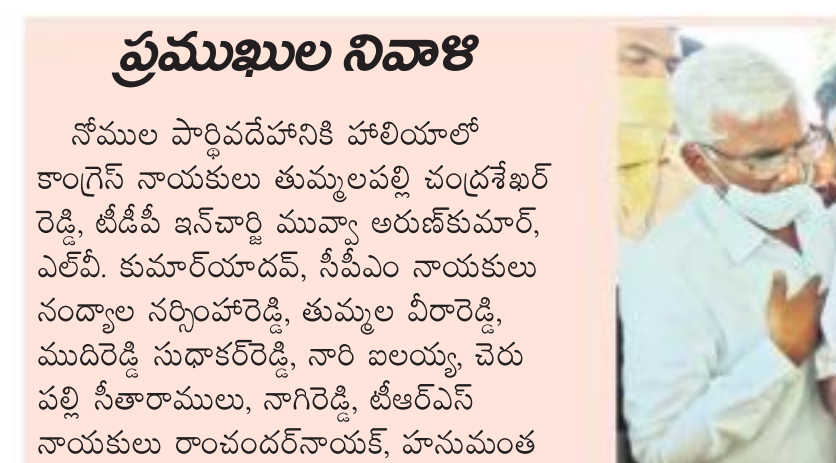 ప్రముఖుల నివాళి
నోముల పార్థివదేహానికి హాలియాలో
కాంగ్రెస్ నాయకులు తుమ్మలపల్లి చంద్రశేఖర్
రెడ్డి, టీడీపీ ఇన్‌చార్జి మువ్వా అరుణ్‌కుమార్,
ఎల్‌వీ. కుమార్‌యాదవ్, సీపీఎం నాయకులు
నంద్యాల నర్సింహారెడ్డి, తుమ్మల వీరారెడ్డి,
ముదిరెడ్డి సుధాకర్‌రెడ్డి, నారి ఐలయ్య, చెరు
పల్లి సీతారాములు, నాగిరెడ్డి, టీఆర్ఎస్
నాయకులు రాంచందర్‌నాయక్, హనుమంత